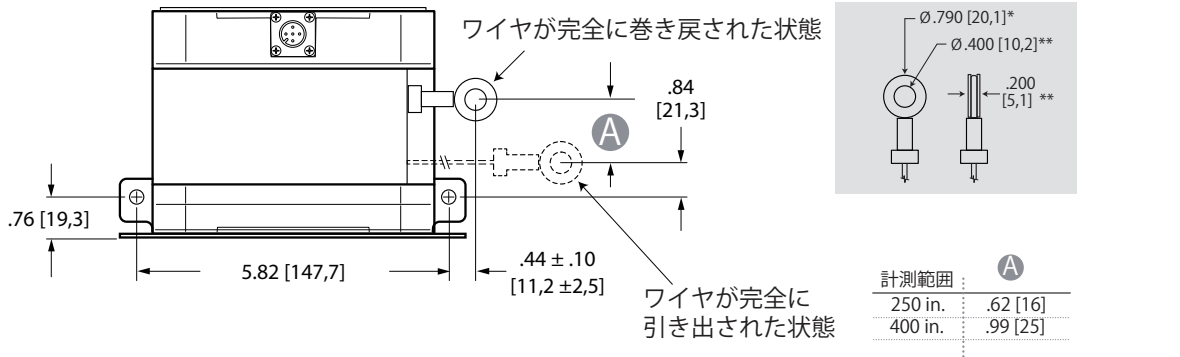 ワイヤが完全に巻き戻された状態
.84
[21,3]
A
.76 [19,3]
5.82 [147,7]
.44 ± .10
[11,2 ±2,5]
ワイヤが完全に
引き出された状態
Ø.790 [20,1]*
Ø.400 [10,2]**
.200
[5,1] **
計測範囲 A
250 in. .62 [16]
400 in. .99 [25]